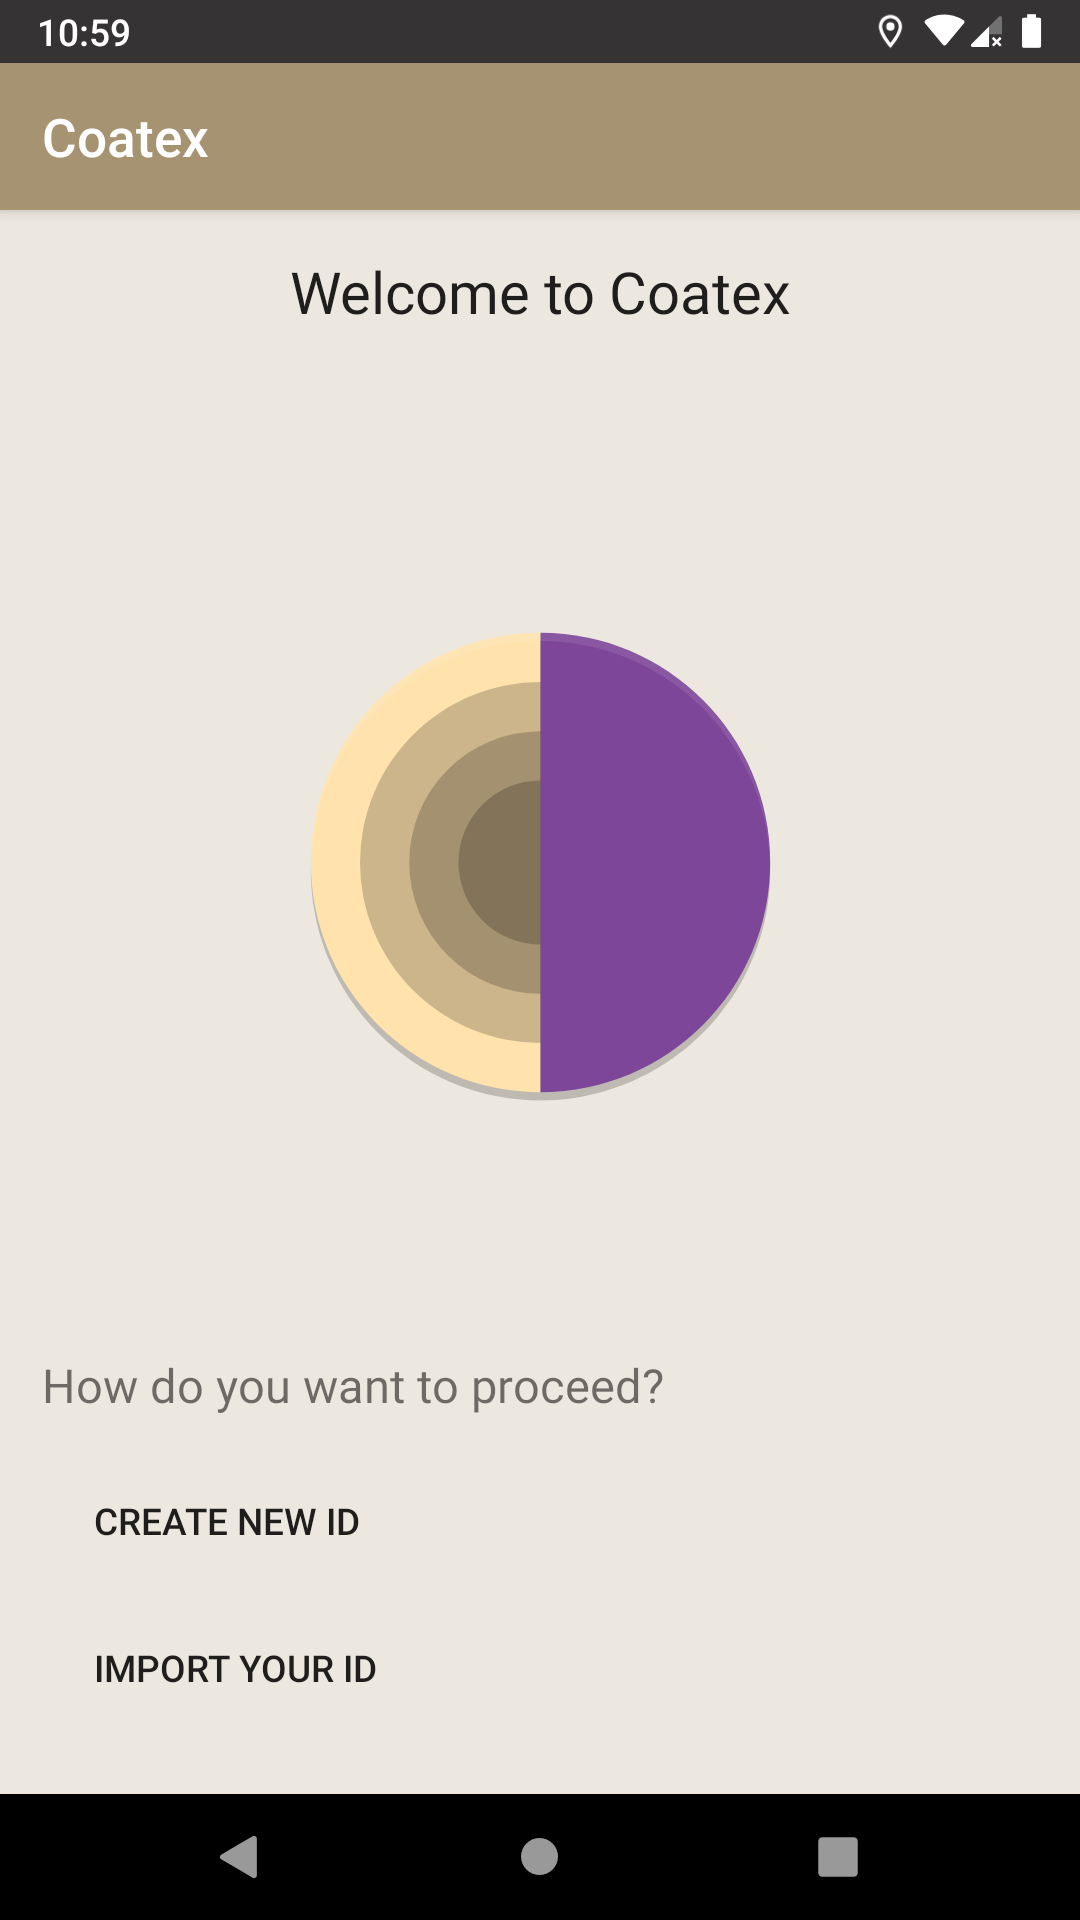 10:59
Coatex
Welcome to Coatex
How do you want to proceed?
CREATE NEW ID
IMPORT YOUR ID